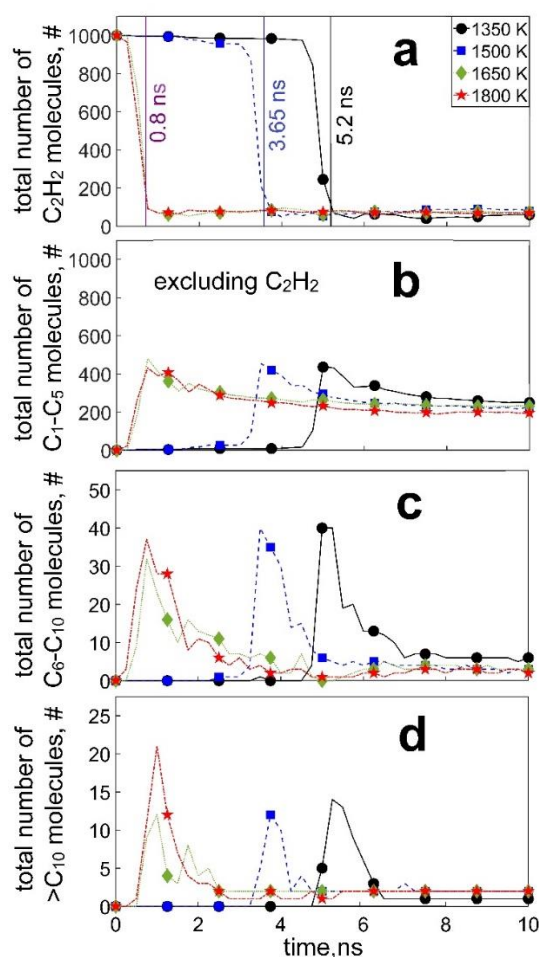 total number of
C₂H₂ molecules, #
1000
800
600
400
200
0
0.8 ns
3.65 ns
5.2 ns
a
1350 K
1500 K
1650 K
1800 K
total number of
C₁-C₅ molecules, #
1000
800
600
400
200
0
excluding C₂H₂
b
total number of
C₆-C₁₀ molecules, #
50
40
30
20
10
0
c
total number of
>C₁₀ molecules, #
25
20
15
10
5
0
d
0
2
4
6
8
10
time,ns